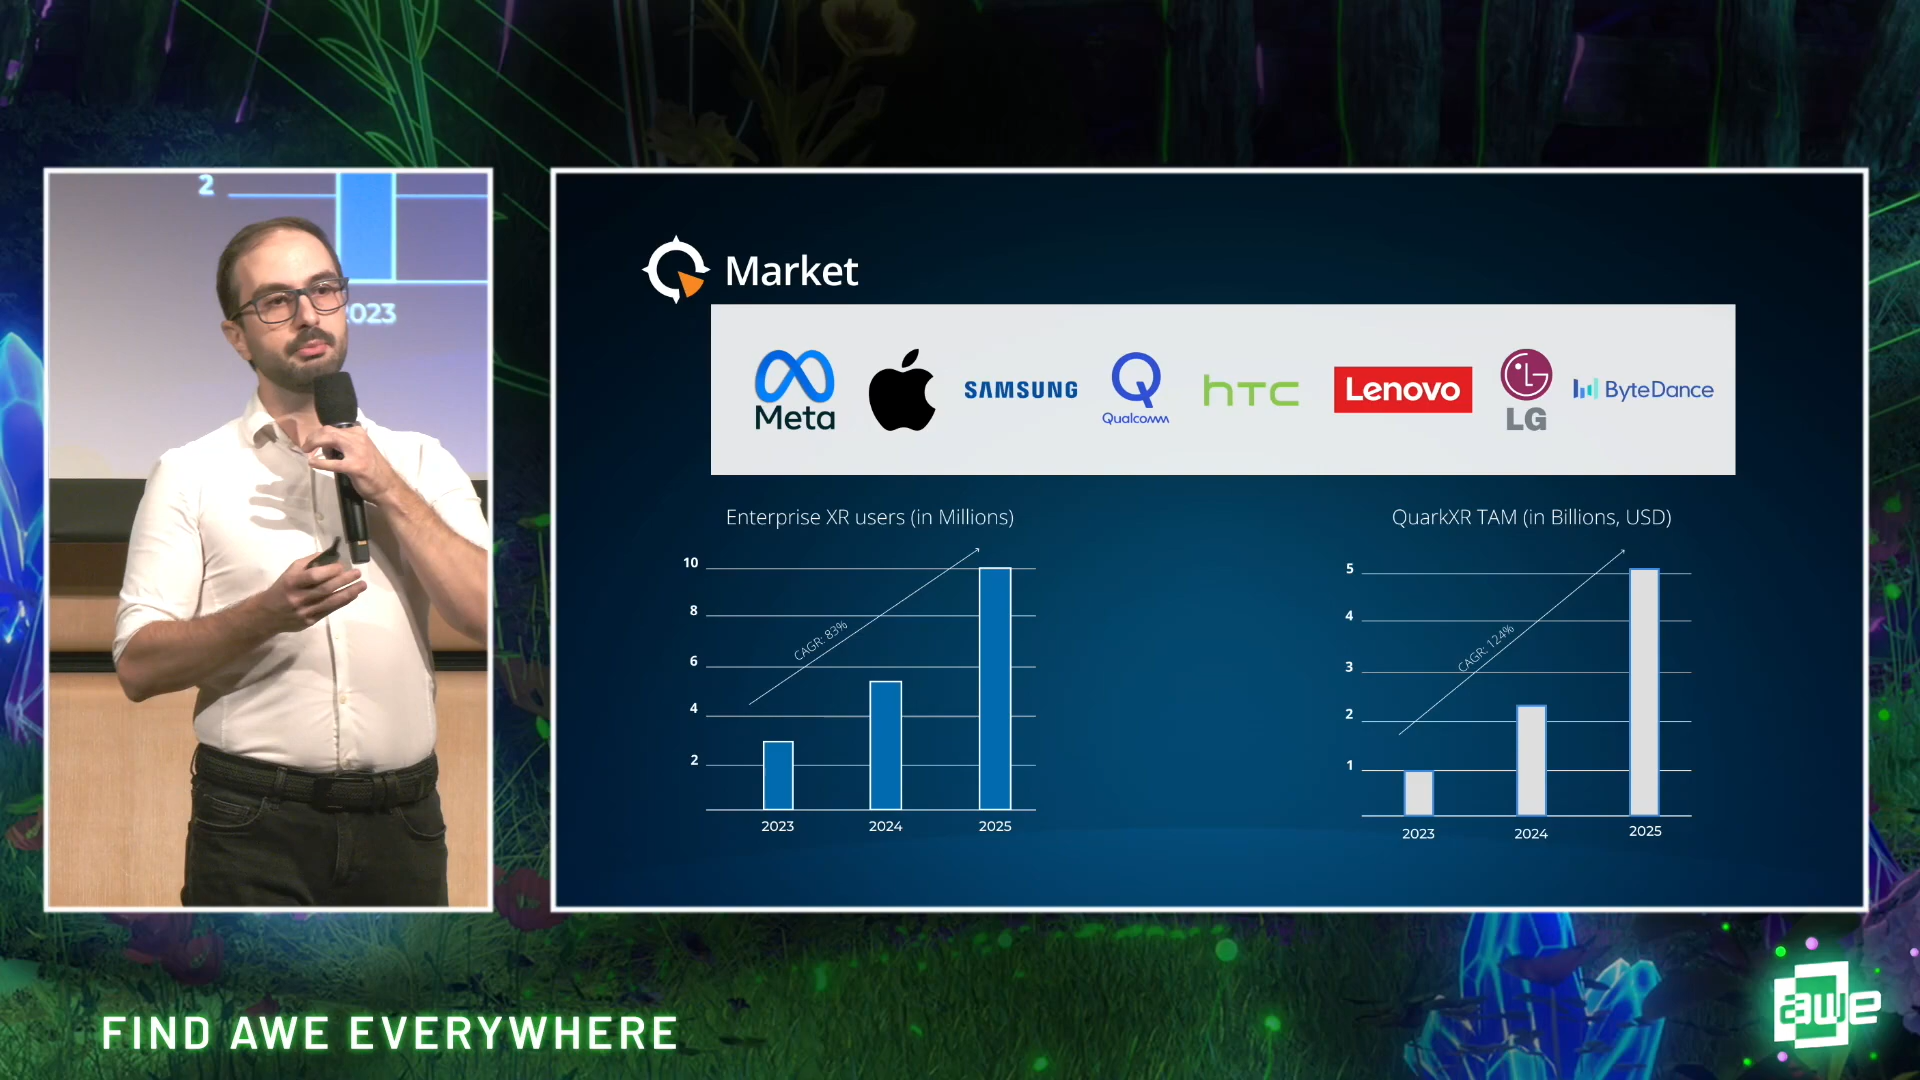 2
2023
Market
Meta
SAMSUNG
Qualcomm
hTC
Lenovo
LG
LG
ByteDance
Enterprise XR users (in Millions)
10
8
6
4
2
CAGR: 83%
2023
2024
2025
QuarkXR TAM (in Billions, USD)
5
4
3
2
1
CAGR: 124%
2023
2024
2025
FIND AWE EVERYWHERE
awe